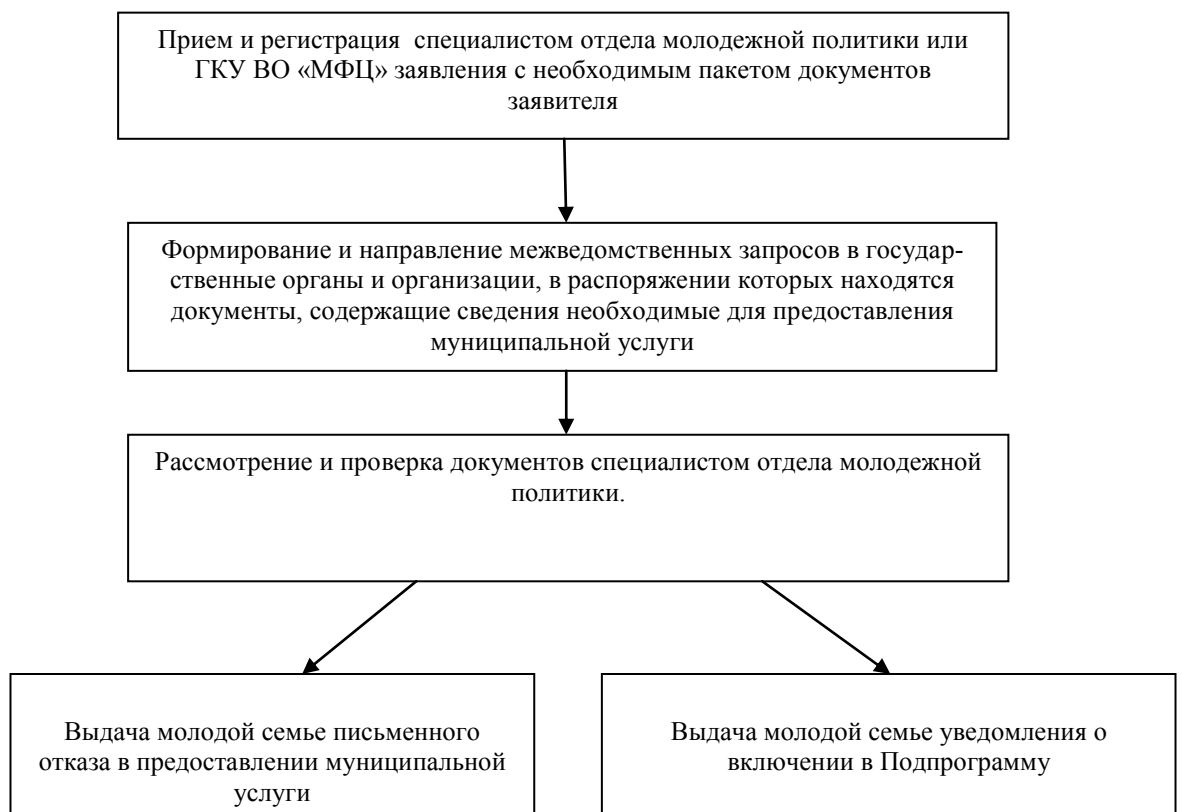 Прием и регистрация  специалистом отдела молодежной политики или
ГКУ ВО «МФЦ» заявления с необходимым пакетом документов
заявителя
Формирование и направление межведомственных запросов в государ-
ственные органы и организации, в распоряжении которых находятся
документы, содержащие сведения необходимые для предоставления
муниципальной услуги
Рассмотрение и проверка документов специалистом отдела молодежной
политики.
Выдача молодой семье письменного
отказа в предоставлении муниципальной
услуги
Выдача молодой семье уведомления о
включении в Подпрограмму